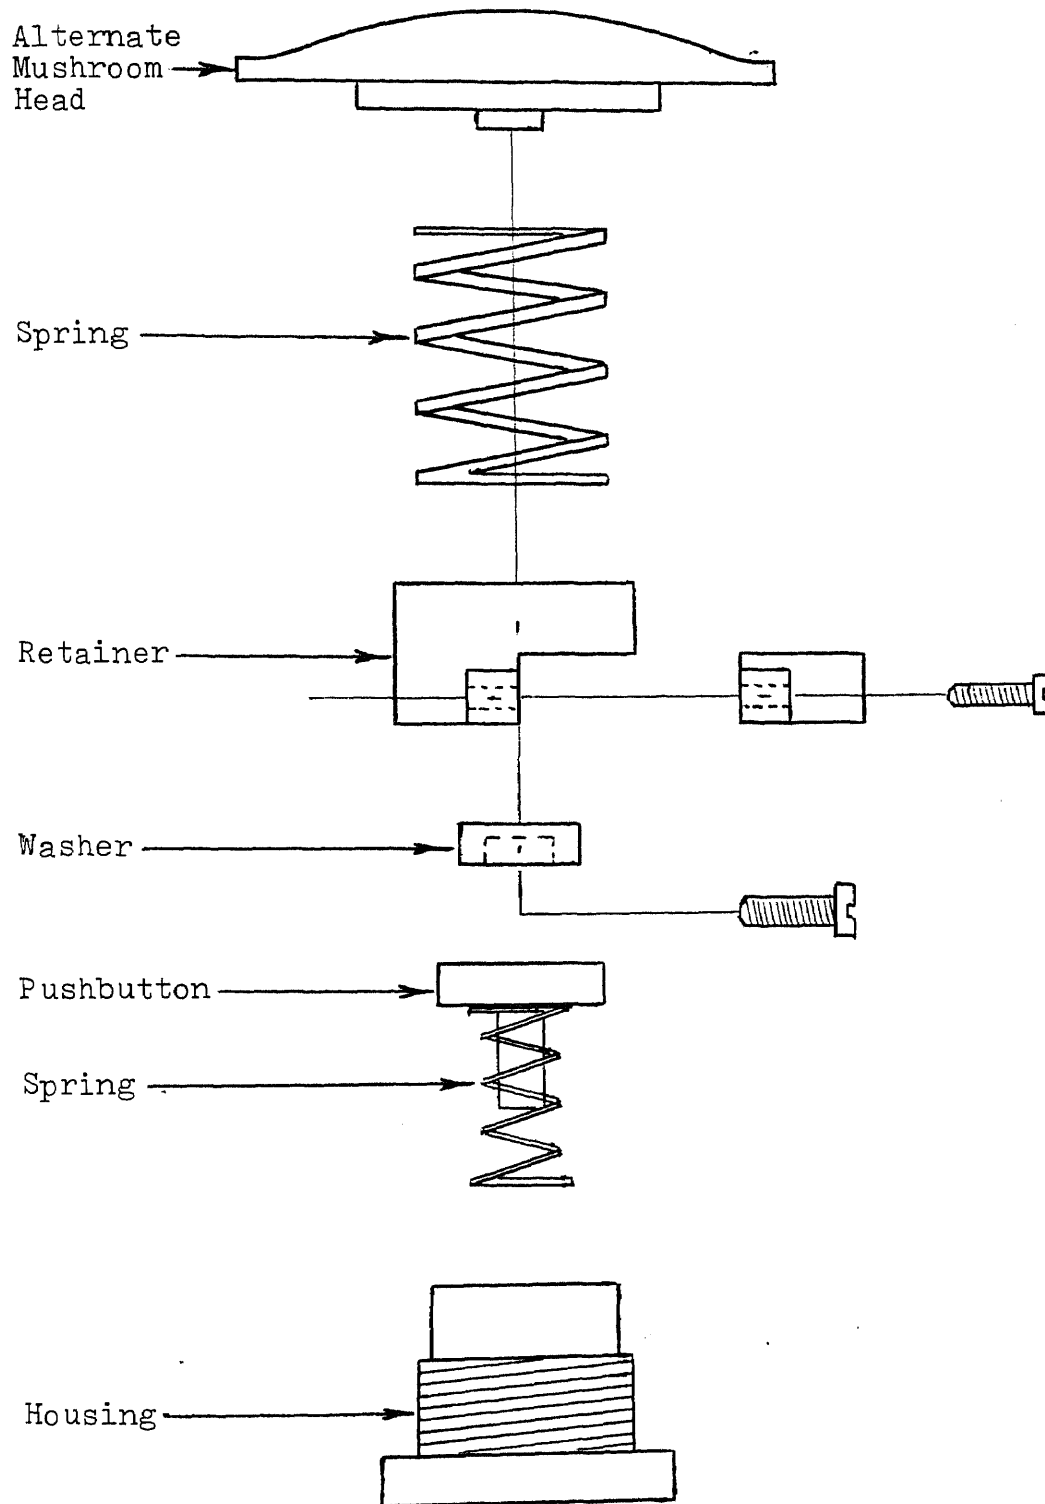 Alternate
Mushroom
Head
Spring
Retainer
Washer
Pushbutton
Spring
Housing